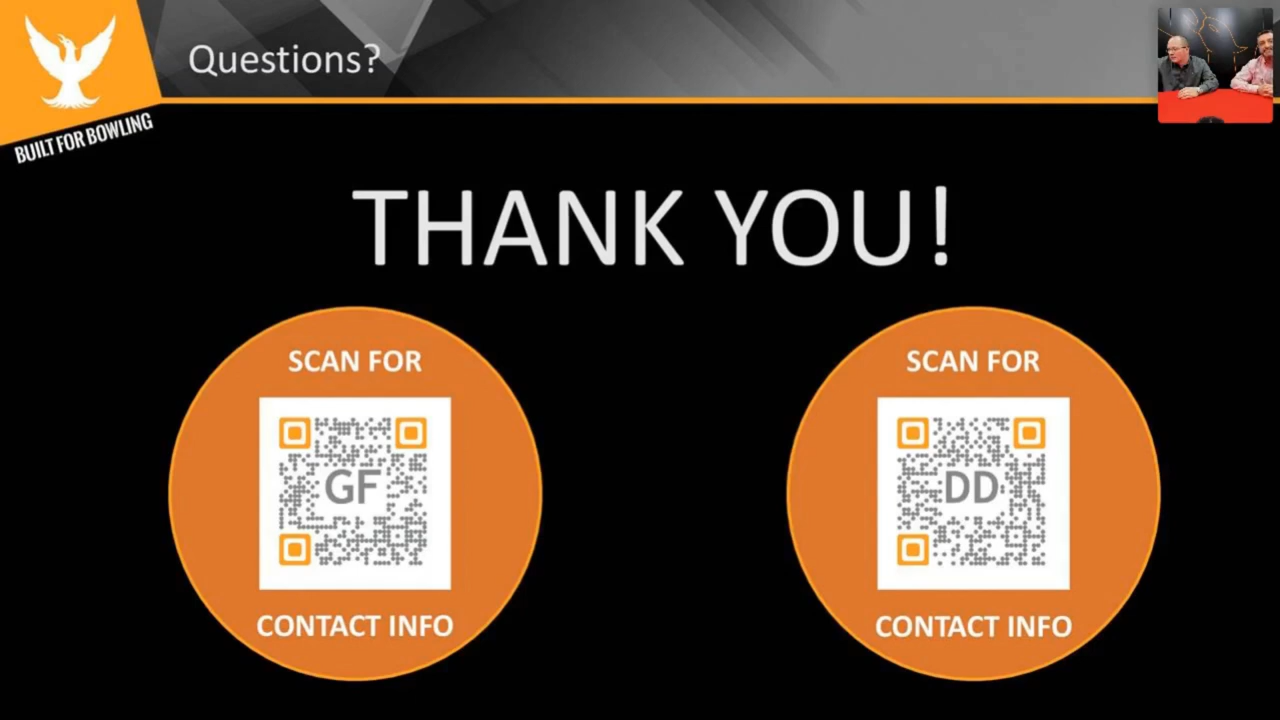 Questions?
BUILT FOR BOWLING
THANK YOU!
SCAN FOR
GF
CONTACT INFO
SCAN FOR
DD
CONTACT INFO